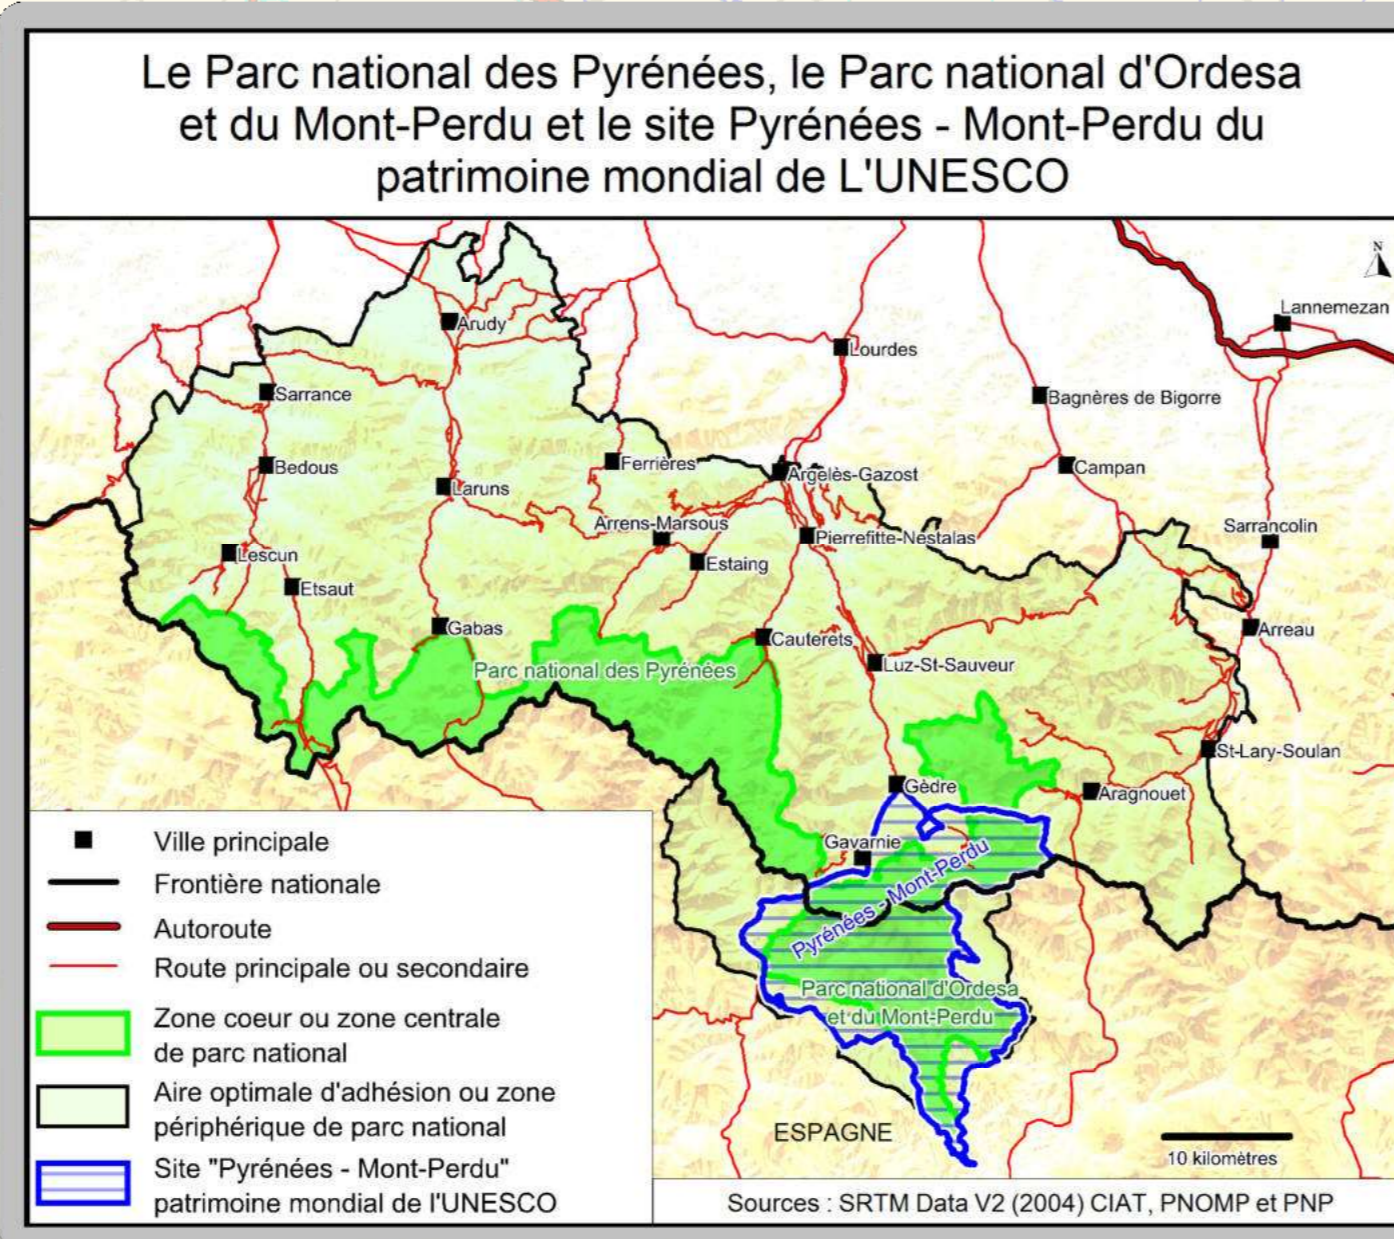 Le Parc national des Pyrénées, le Parc national d'Ordesa
et du Mont-Perdu et le site Pyrénées - Mont-Perdu du
patrimoine mondial de L'UNESCO
N
Lannemezan
Arudy
Lourdes
Sarrance
Bagnères de Bigorre
Bedous
Ferrières
Argelès-Gazost
Campan
Laruns
Arrens-Marsous
Sarrancolin
Pierrefitte-Nestalas
Lescun
Estaing
Etsaut
Gabas
Cauterets
Arreau
Parc national des Pyrénées
Luz-St-Sauveur
St-Lary-Soulan
Gèdre
Aragnouet
Gavarnie
Pyrénées - Mont-Perdu
Parc national d'Ordesa
et du Mont-Perdu
ESPAGNE
10 kilomètres
Ville principale
Frontière nationale
Autoroute
Route principale ou secondaire
Zone coeur ou zone centrale
de parc national
Aire optimale d'adhésion ou zone
périphérique de parc national
Site "Pyrénées - Mont-Perdu"
patrimoine mondial de l'UNESCO
Sources : SRTM Data V2 (2004) CIAT, PNOMP et PNP